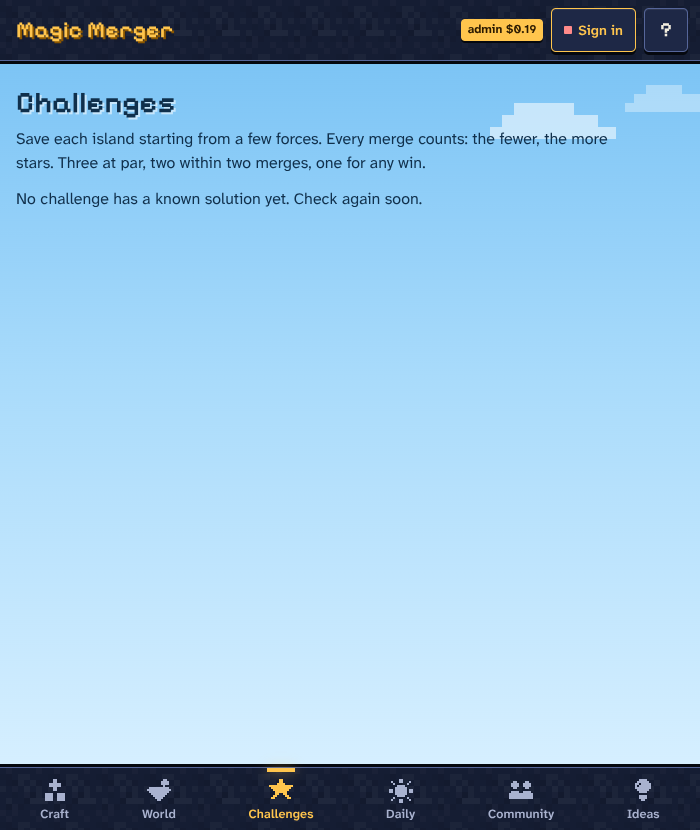 Magic Merger
admin $0.19
Sign in
?
Challenges
Save each island starting from a few forces. Every merge counts: the fewer, the more
stars. Three at par, two within two merges, one for any win.
No challenge has a known solution yet. Check again soon.
Craft
World
Challenges
Daily
Community
Ideas